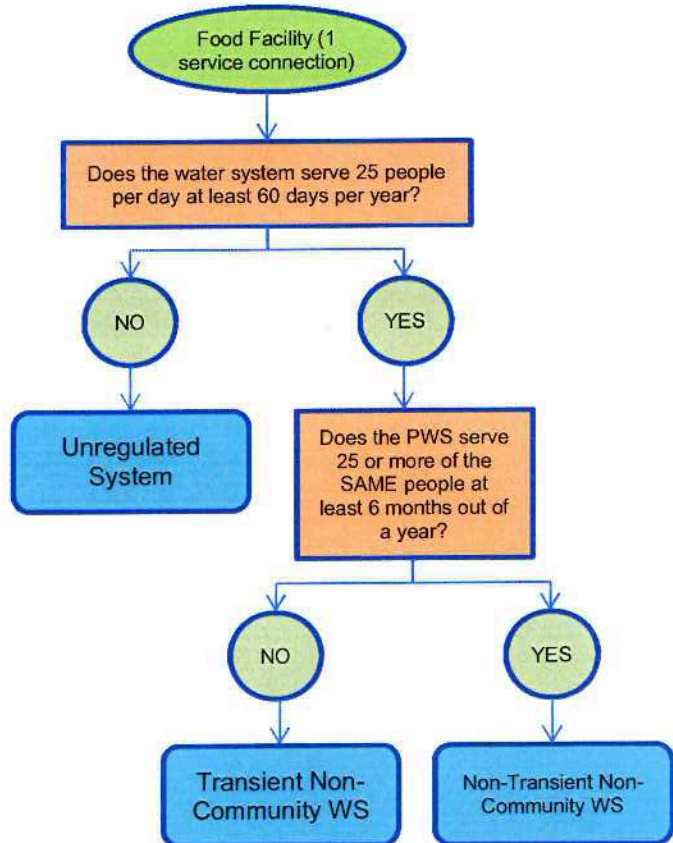 Food Facility (1
service connection)
Does the water system serve 25 people
per day at least 60 days per year?
NO
YES
Unregulated
System
Does the PWS serve
25 or more of the
SAME people at
least 6 months out of
a year?
NO
YES
Transient Non-
Community WS
Non-Transient Non-
Community WS